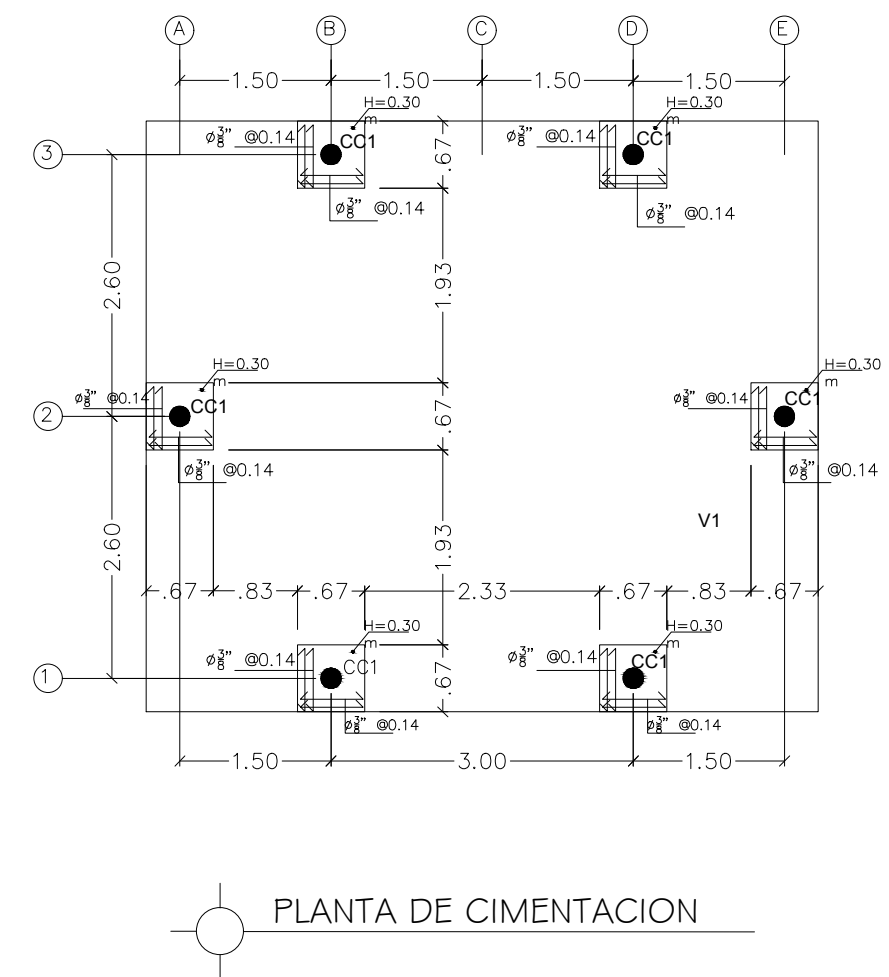 A B C D E
1.50 1.50 1.50 1.50
H=0.30 m H=0.30 m
ø3/8" @0.14 CC1 ø3/8" @0.14 CC1
3
.67
ø3/8" @0.14 ø3/8" @0.14
2.60 1.93
H=0.30 m H=0.30 m
ø3/8" @0.14 CC1 ø3/8" @0.14 CC1
2
.67
ø3/8" @0.14 ø3/8" @0.14
V1
2.60 1.93
.67 .83 .67 2.33 .67 .83 .67
H=0.30 m H=0.30 m
ø3/8" @0.14 CC1 ø3/8" @0.14 CC1
1
.67
ø3/8" @0.14 ø3/8" @0.14
1.50 3.00 1.50
PLANTA DE CIMENTACION